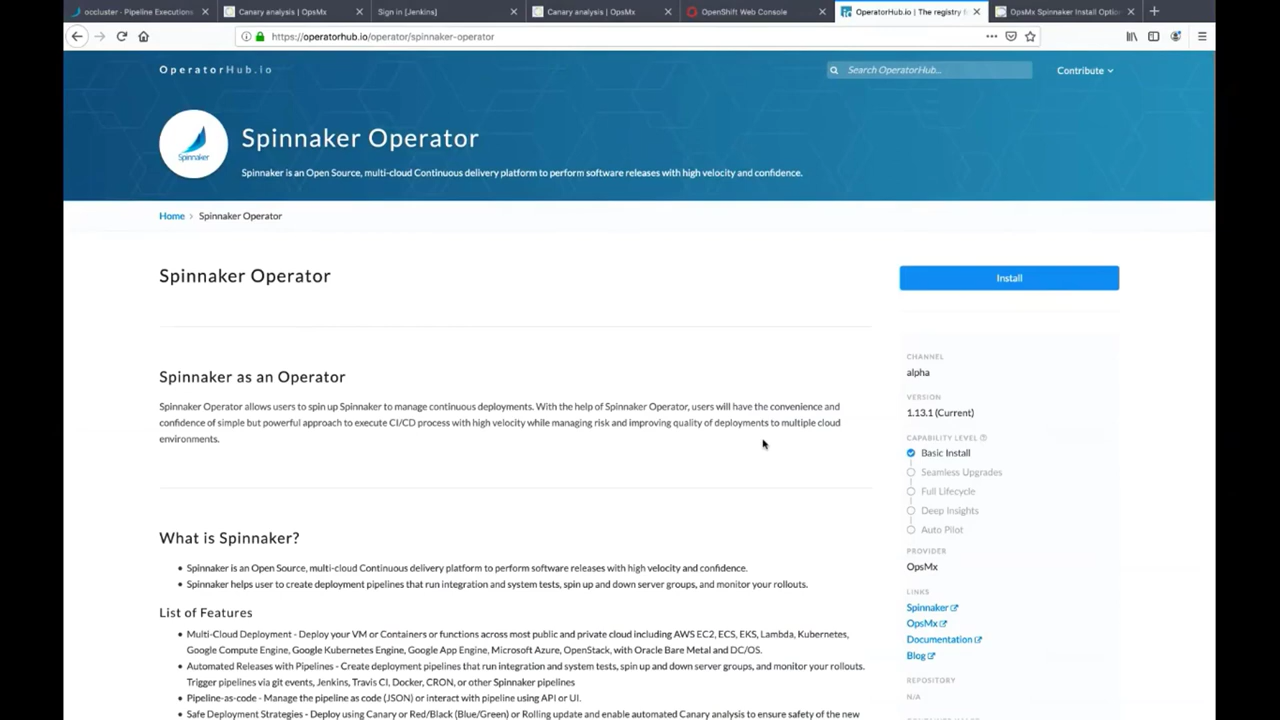 occluster - Pipeline Executions
Canary analysis | OpsMx
Sign in [Jenkins]
Canary analysis | OpsMx
OpenShift Web Console
OperatorHub.io | The registry f
OpsMx Spinnaker Install Optio
https://operatorhub.io/operator/spinnaker-operator
OperatorHub.io
Search OperatorHub...
Contribute
Spinnaker
Spinnaker Operator
Spinnaker is an Open Source, multi-cloud Continuous delivery platform to perform software releases with high velocity and confidence.
Home > Spinnaker Operator
Spinnaker Operator
Install
Spinnaker as an Operator
Spinnaker Operator allows users to spin up Spinnaker to manage continuous deployments. With the help of Spinnaker Operator, users will have the convenience and
confidence of simple but powerful approach to execute CI/CD process with high velocity while managing risk and improving quality of deployments to multiple cloud
environments.
What is Spinnaker?
• Spinnaker is an Open Source, multi-cloud Continuous delivery platform to perform software releases with high velocity and confidence.
• Spinnaker helps user to create deployment pipelines that run integration and system tests, spin up and down server groups, and monitor your rollouts.
List of Features
• Multi-Cloud Deployment - Deploy your VM or Containers or functions across most public and private cloud including AWS EC2, ECS, EKS, Lambda, Kubernetes,
Google Compute Engine, Google Kubernetes Engine, Google App Engine, Microsoft Azure, OpenStack, with Oracle Bare Metal and DC/OS.
• Automated Releases with Pipelines - Create deployment pipelines that run integration and system tests, spin up and down server groups, and monitor your rollouts.
Trigger pipelines via git events, Jenkins, Travis CI, Docker, CRON, or other Spinnaker pipelines
• Pipeline-as-code - Manage the pipeline as code (JSON) or interact with pipeline using API or UI.
• Safe Deployment Strategies - Deploy using Canary or Red/Black (Blue/Green) or Rolling update and enable automated Canary analysis to ensure safety of the new
CHANNEL
alpha
VERSION
1.13.1 (Current)
CAPABILITY LEVEL
Basic Install
Seamless Upgrades
Full Lifecycle
Deep Insights
Auto Pilot
PROVIDER
OpsMx
LINKS
Spinnaker
OpsMx
Documentation
Blog
REPOSITORY
N/A